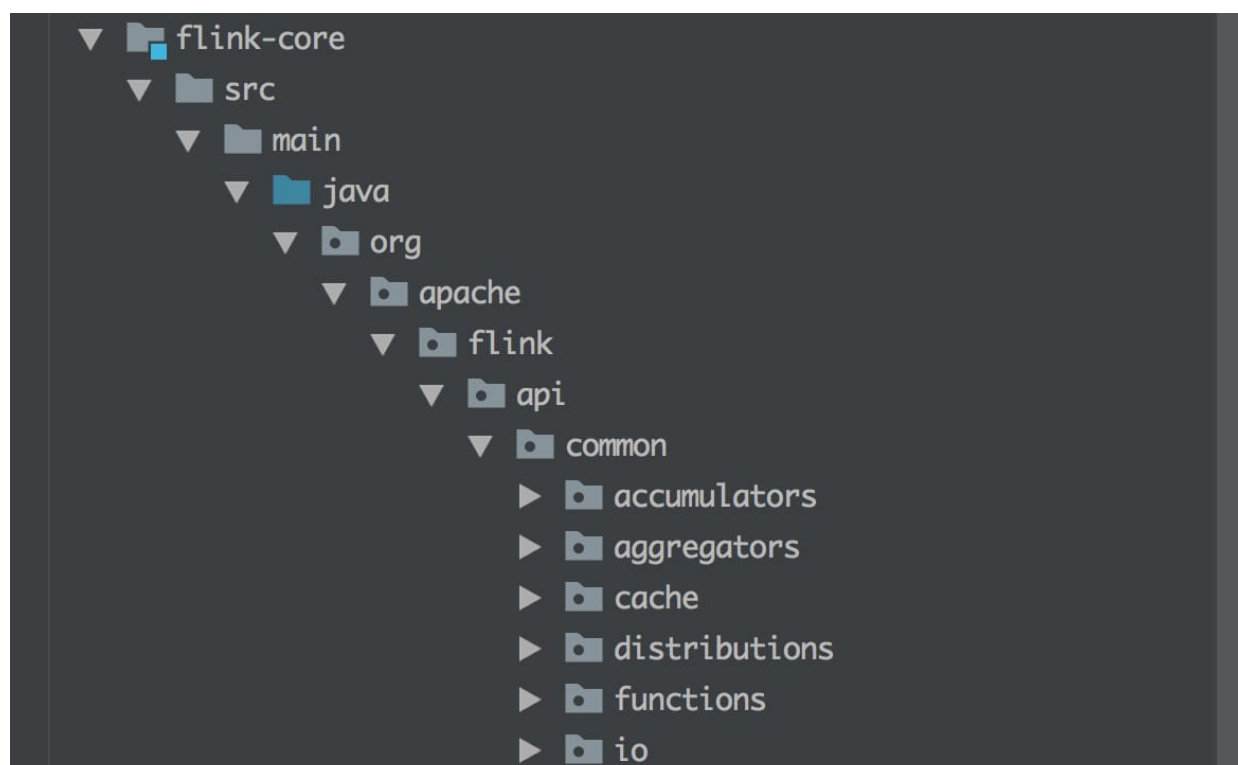 flink-core
src
main
java
org
apache
flink
api
common
accumulators
aggregators
cache
distributions
functions
io